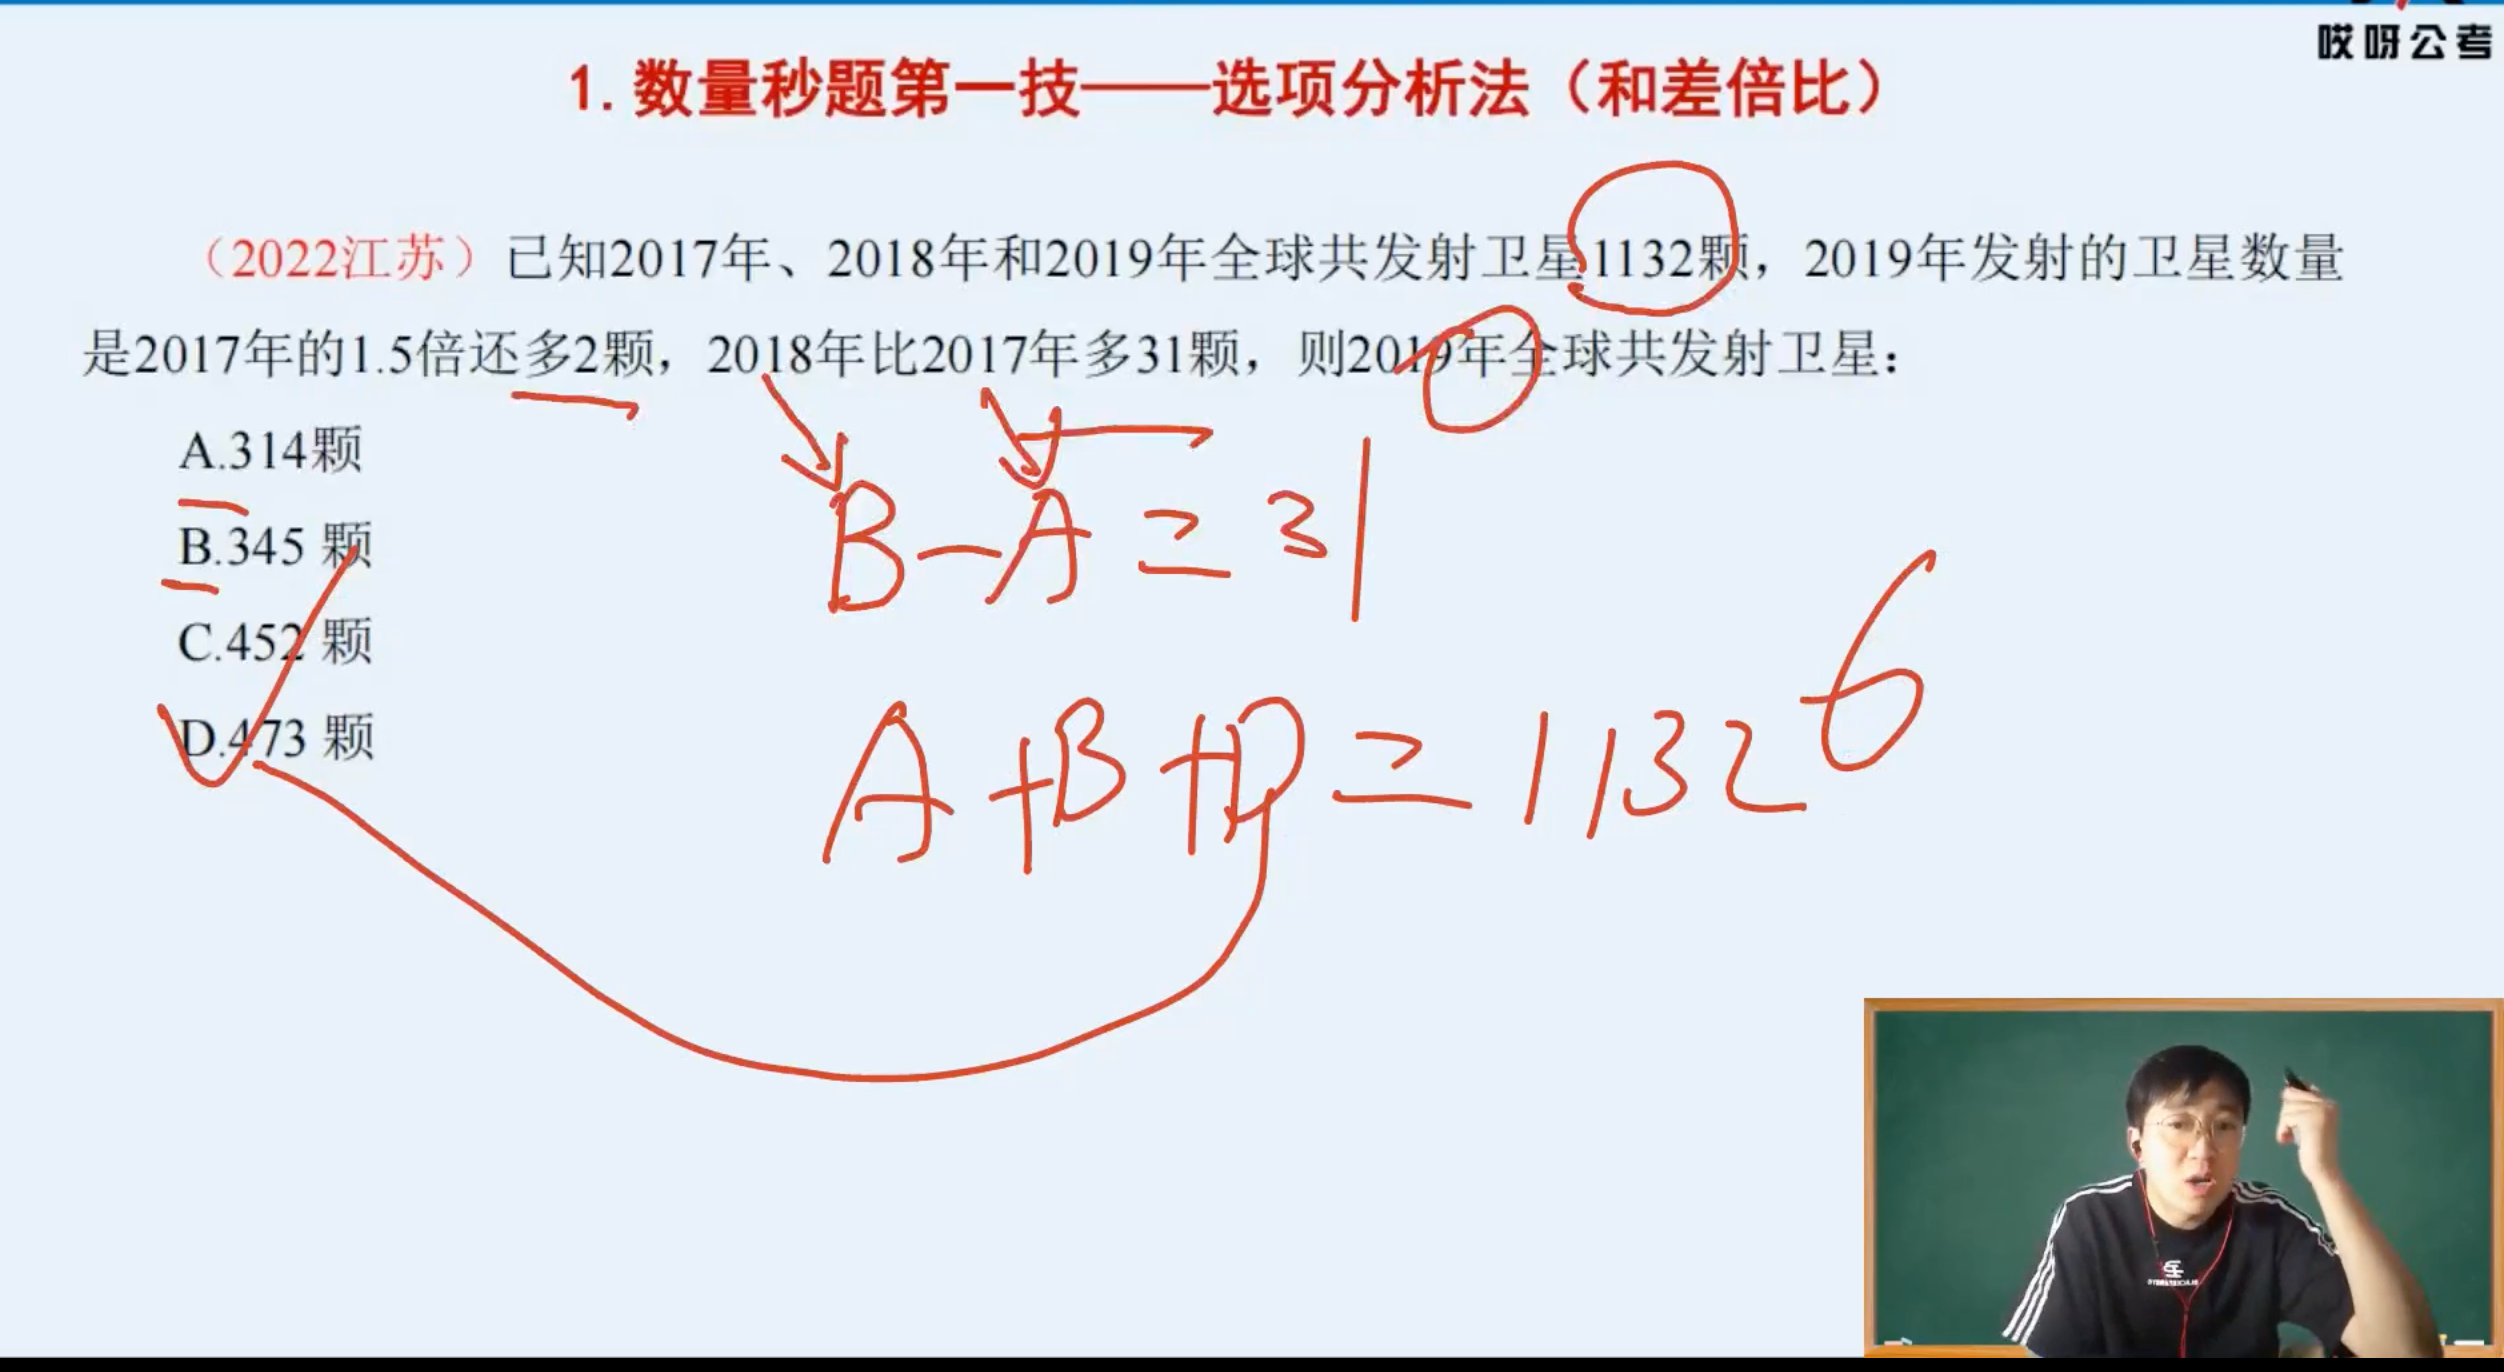 哎呀公考
1.数量秒题第一技——选项分析法（和差倍比）
（2022江苏）已知2017年、2018年和2019年全球共发射卫星1132颗，2019年发射的卫星数量
是2017年的1.5倍还多2颗，2018年比2017年多31颗，则2019年全球共发射卫星：
A.314颗
B.345 颗
C.452 颗
D.473 颗
B-A=31
A+B+D=1132
6